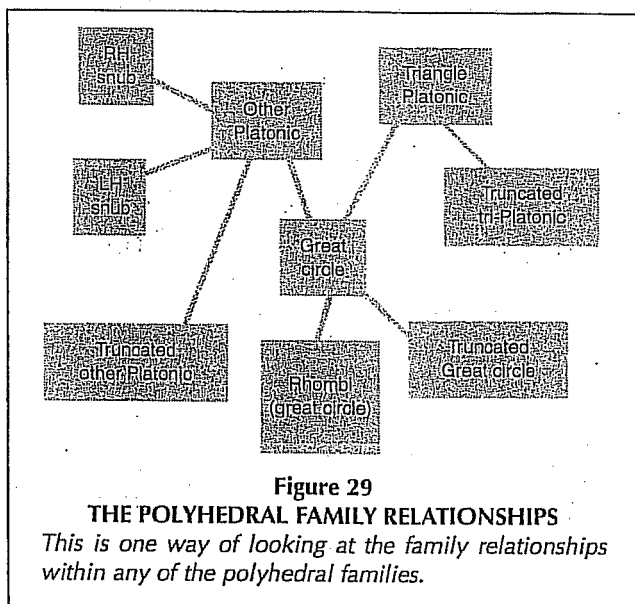 RH
snub
Other
Platonic
Triangle
Platonic
LH
snub
Truncated
tri-Platonic
Great
circle
Truncated
other Platonic
Rhombi
(great circle)
Truncated
Great circle
Figure 29
THE POLYHEDRAL FAMILY RELATIONSHIPS
This is one way of looking at the family relationships
within any of the polyhedral families.